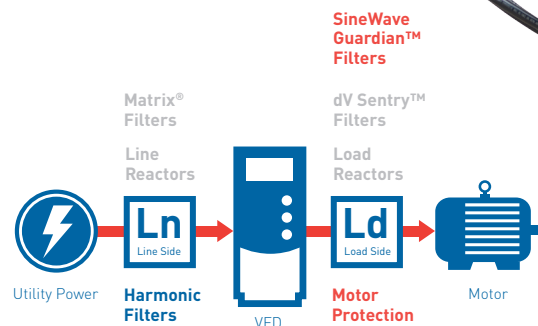 SineWave
Guardian™
Filters
Matrix®
Filters
dV Sentry™
Filters
Line
Reactors
Load
Reactors
Ln
Line Side
Ld
Load Side
Utility Power
Harmonic
Filters
VFD
Motor
Protection
Motor